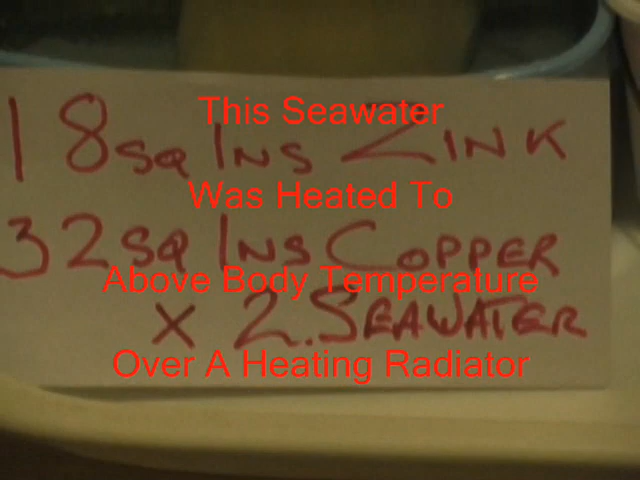 This Seawater
18 SQ INS ZINK
Was Heated To
32 SQ INS COPPER
Above Body Temperature
X 2. SEAWATER
Over A Heating Radiator